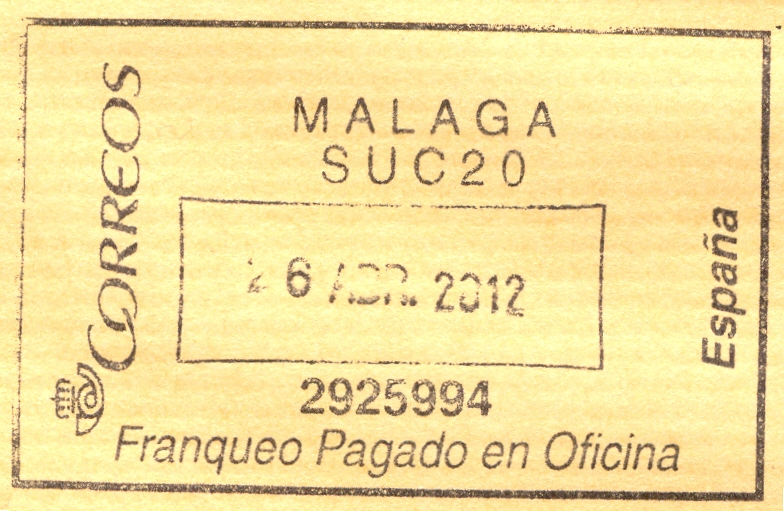 CORREOS
MALAGA
SUC20
26 ABR. 2012
2925994
Franqueo Pagado en Oficina
España